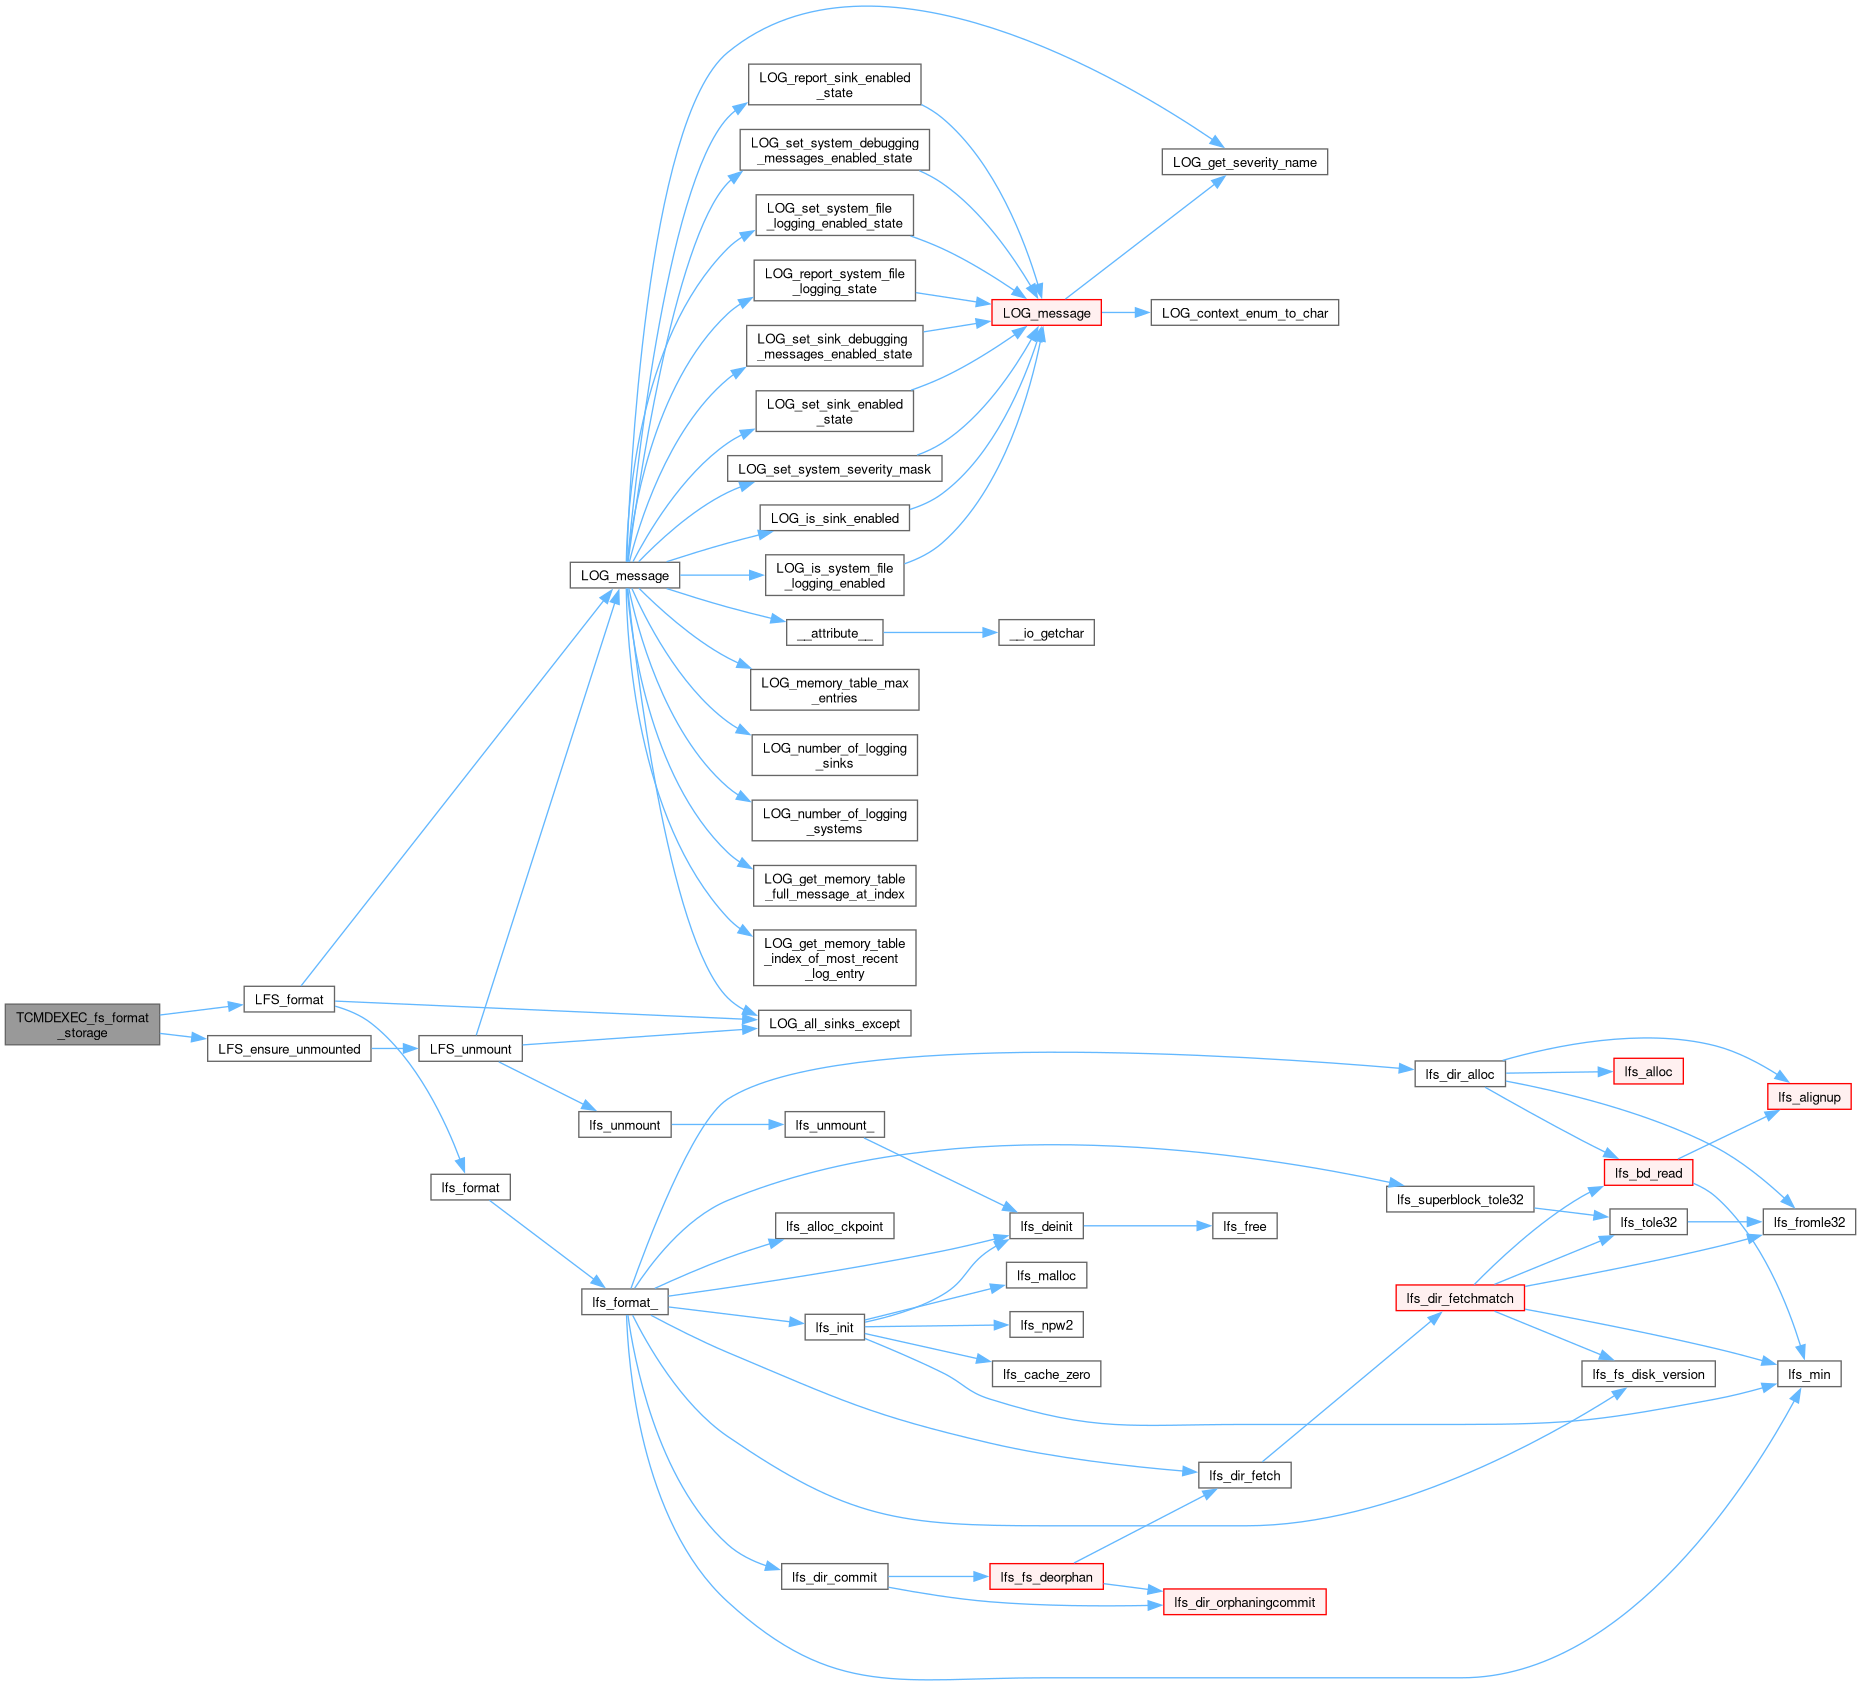 LOG_report_sink_enabled
_state
LOG_set_system_debugging
_messages_enabled_state
LOG_get_severity_name
LOG_set_system_file
_logging_enabled_state
LOG_report_system_file
_logging_state
LOG_message
LOG_context_enum_to_char
LOG_set_sink_debugging
_messages_enabled_state
LOG_set_sink_enabled
_state
LOG_set_system_severity_mask
LOG_is_sink_enabled
LOG_message
LOG_is_system_file
_logging_enabled
__attribute__
__io_getchar
LOG_memory_table_max
_entries
LOG_number_of_logging
_sinks
LOG_number_of_logging
_systems
LOG_get_memory_table
_full_message_at_index
LOG_get_memory_table
_index_of_most_recent
_log_entry
LFS_format
TCMDEXEC_fs_format
_storage
LOG_all_sinks_except
LFS_ensure_unmounted
LFS_unmount
lfs_dir_alloc
lfs_alloc
lfs_alignup
lfs_unmount
lfs_unmount_
lfs_bd_read
lfs_format
lfs_superblock_tole32
lfs_alloc_ckpoint
lfs_deinit
lfs_free
lfs_tole32
lfs_fromle32
lfs_malloc
lfs_format_
lfs_dir_fetchmatch
lfs_init
lfs_npw2
lfs_cache_zero
lfs_fs_disk_version
lfs_min
lfs_dir_fetch
lfs_dir_commit
lfs_fs_deorphan
lfs_dir_orphaningcommit